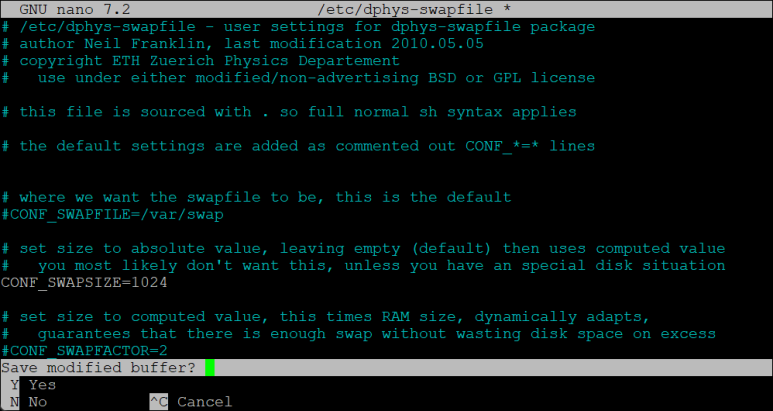 GNU nano 7.2 /etc/dphys-swapfile *
# /etc/dphys-swapfile - user settings for dphys-swapfile package
# author Neil Franklin, last modification 2010.05.05
# copyright ETH Zuerich Physics Departement
#   use under either modified/non-advertising BSD or GPL license

# this file is sourced with . so full normal sh syntax applies

# the default settings are added as commented out CONF_*=* lines


# where we want the swapfile to be, this is the default
#CONF_SWAPFILE=/var/swap

# set size to absolute value, leaving empty (default) then uses computed value
#   you most likely don't want this, unless you have an special disk situation
CONF_SWAPSIZE=1024

# set size to computed value, this times RAM size, dynamically adapts,
#   guarantees that there is enough swap without wasting disk space on excess
#CONF_SWAPFACTOR=2
Save modified buffer?
Y Yes
N No ^C Cancel